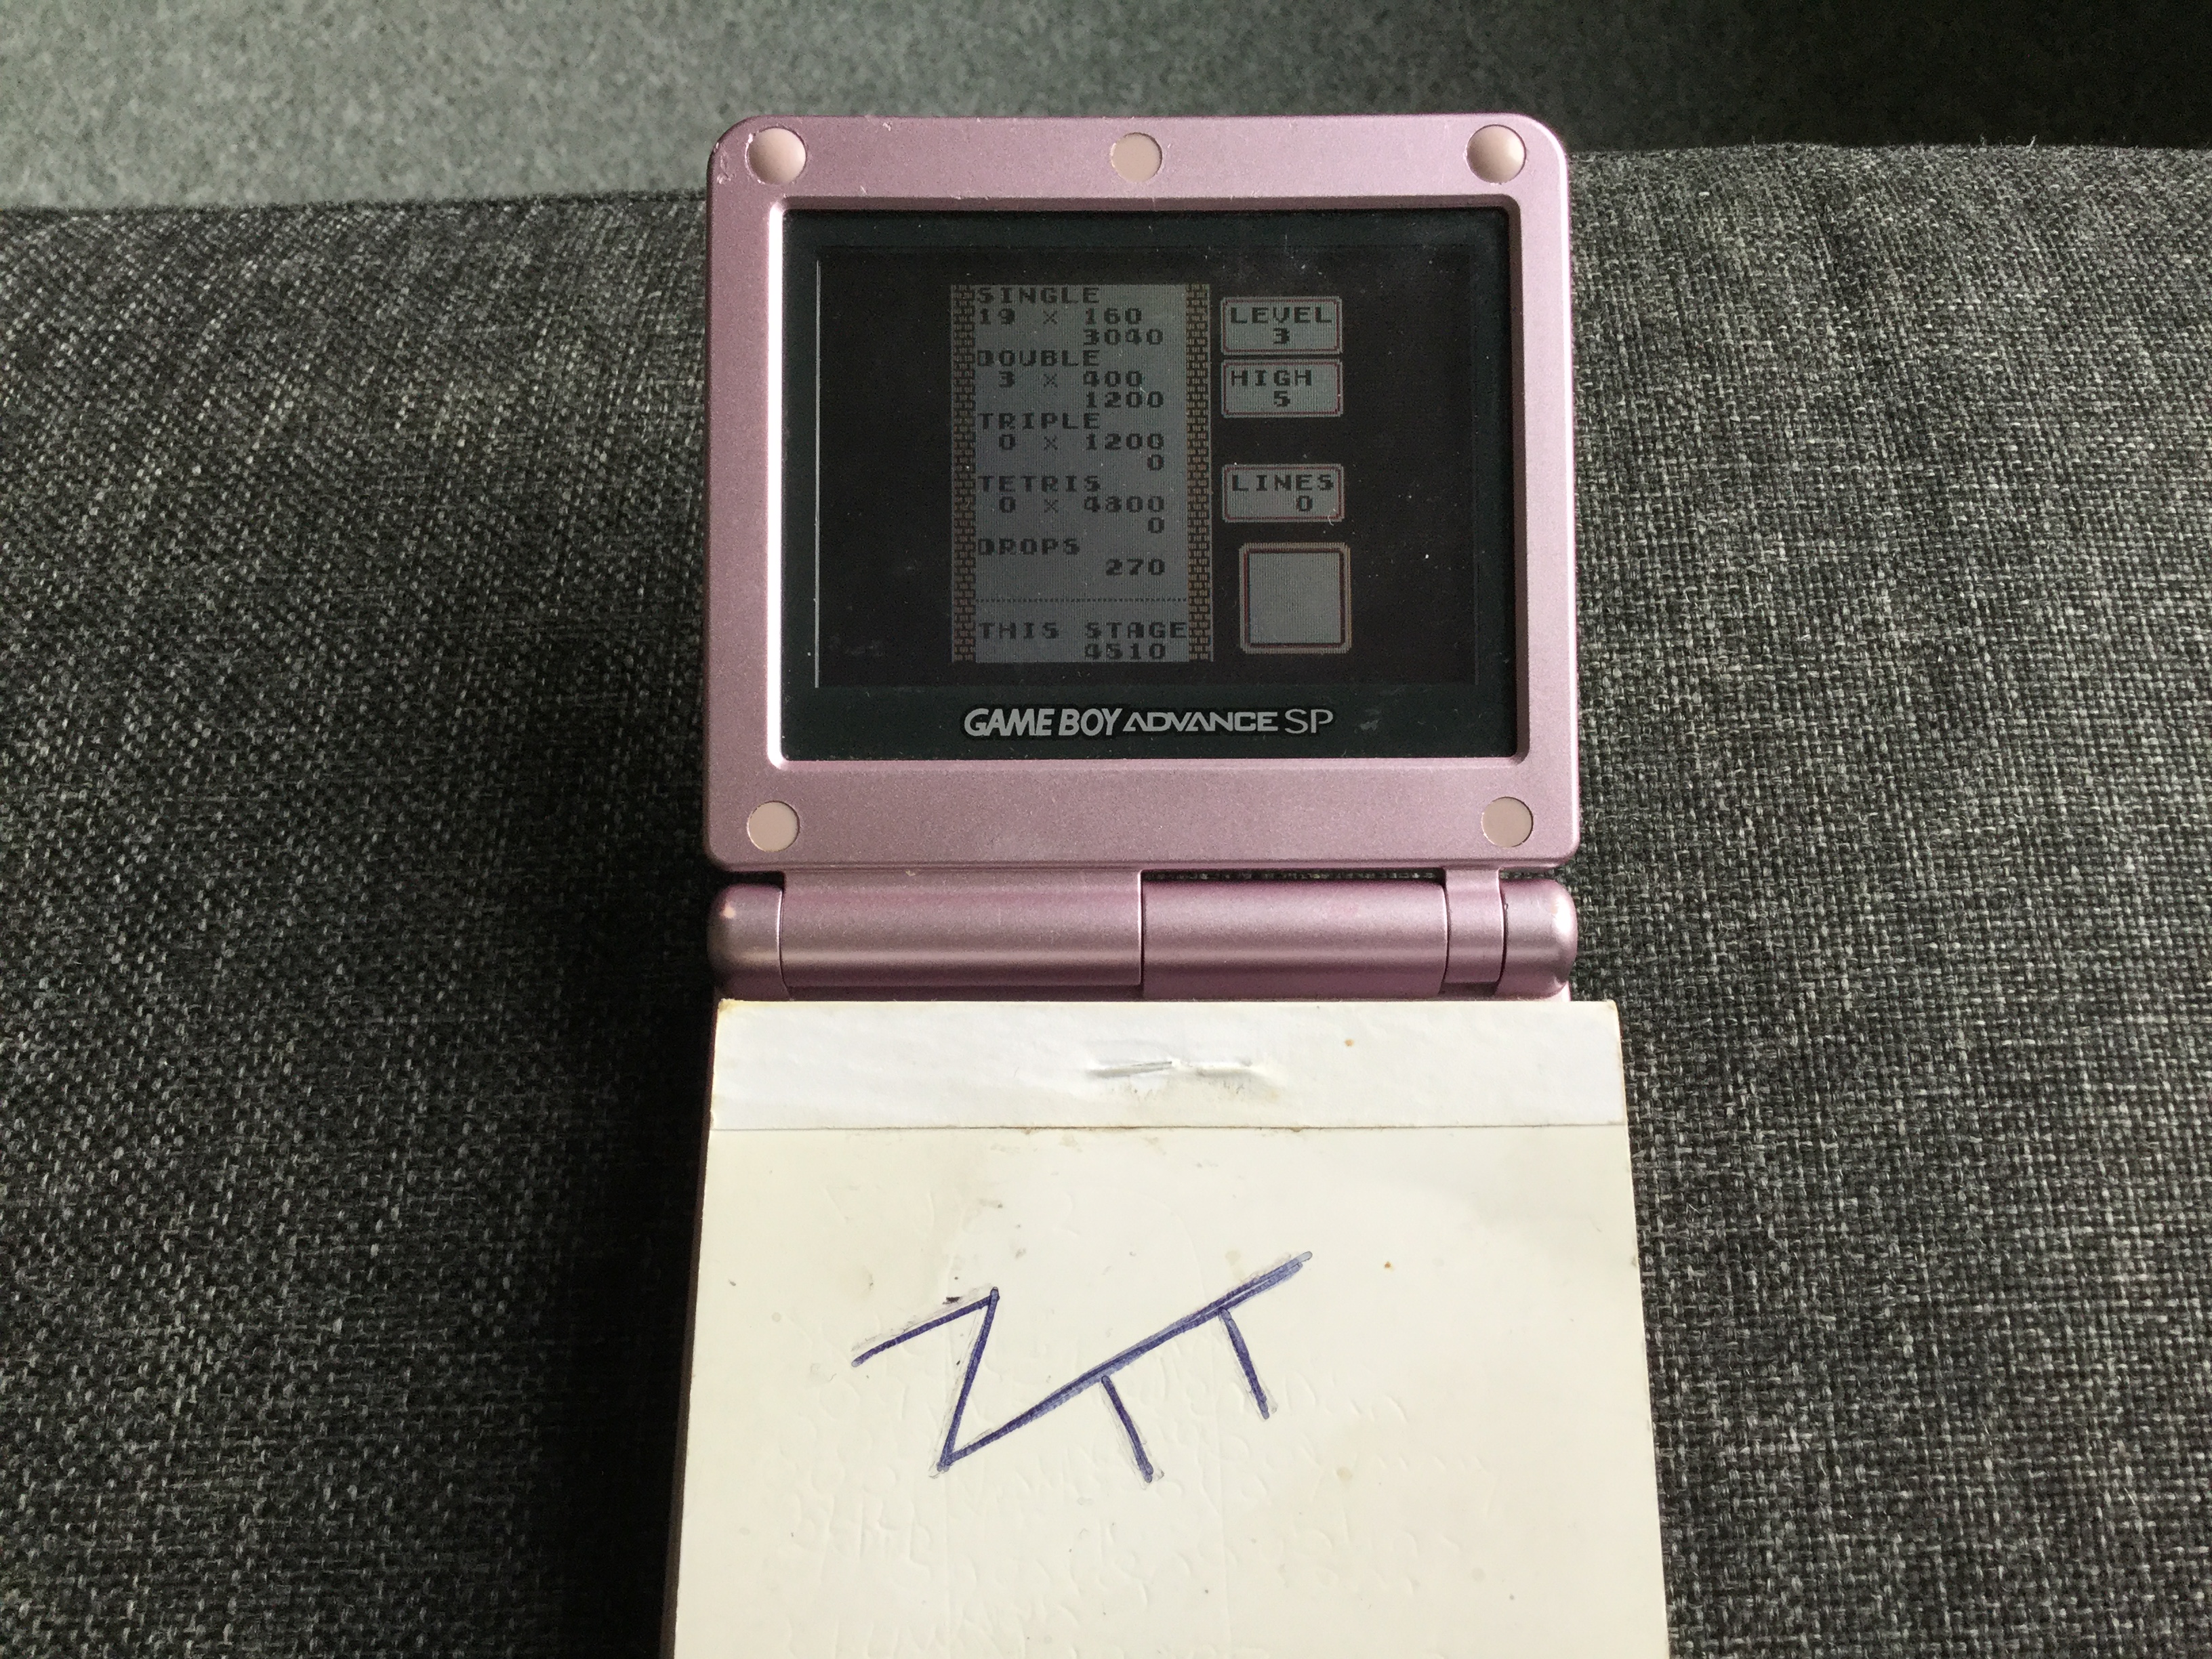 SINGLE
19 × 160
3040
DOUBLE
3 × 400
1200
TRIPLE
0 × 1200
0
TETRIS
0 × 4800
0
DROPS
270
THIS STAGE
4510
LEVEL
3
HIGH
5
LINES
0
GAME BOY ADVANCE SP
ZTT